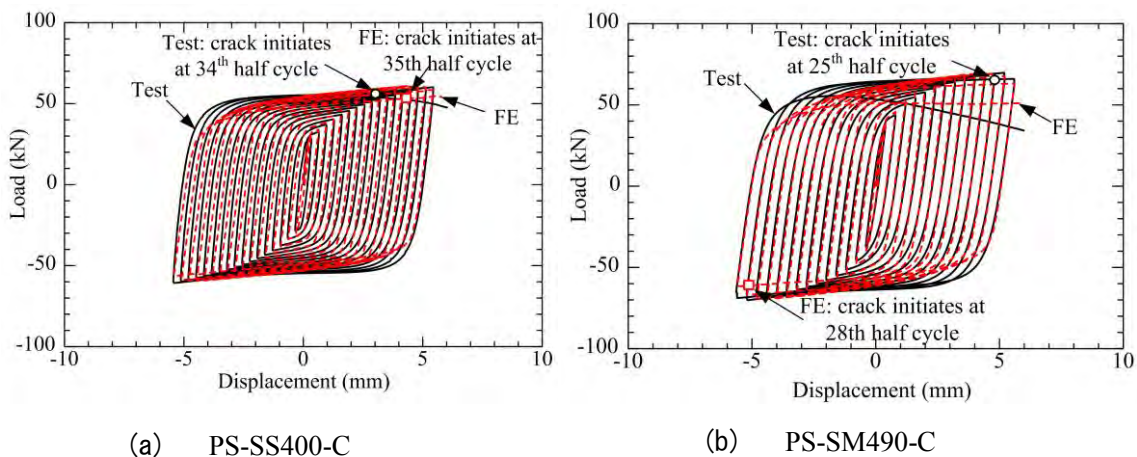 100
50
0
-50
-100
Load (kN)
-10
-5
0
5
10
Displacement (mm)
Test: crack initiates
at 34th half cycle
FE: crack initiates at
35th half cycle
Test
FE
(a) PS-SS400-C
100
50
0
-50
-100
Load (kN)
-10
-5
0
5
10
Displacement (mm)
Test: crack initiates
at 25th half cycle
Test
FE
FE: crack initiates at
28th half cycle
(b) PS-SM490-C